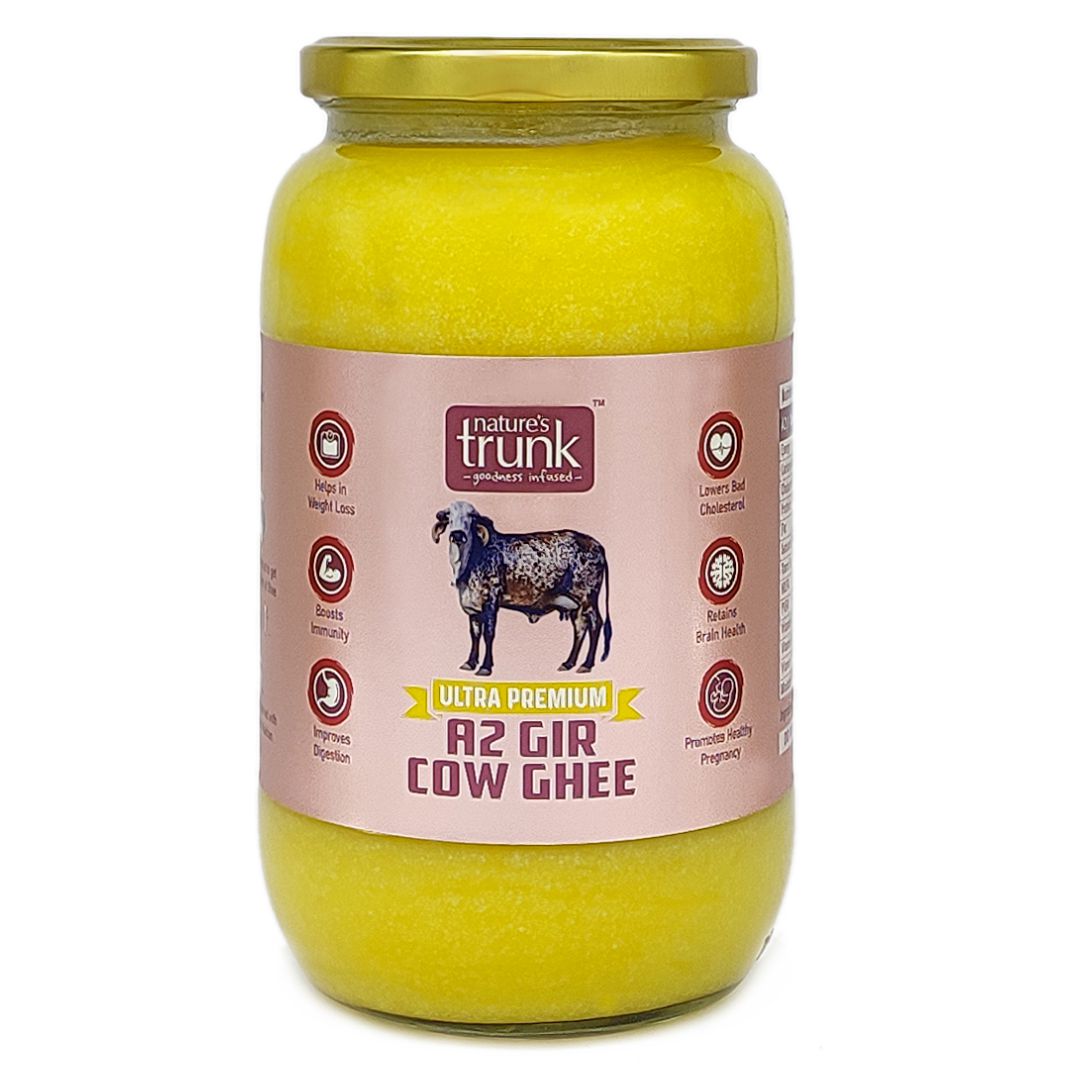 nature's
trunk
TM
- goodness infused -
Helps in
Weight Loss
Boosts
Immunity
Improves
Digestion
Lowers Bad
Cholesterol
Retains
Brain Health
Promotes Healthy
Pregnancy
ULTRA PREMIUM
A2 GIR
COW GHEE